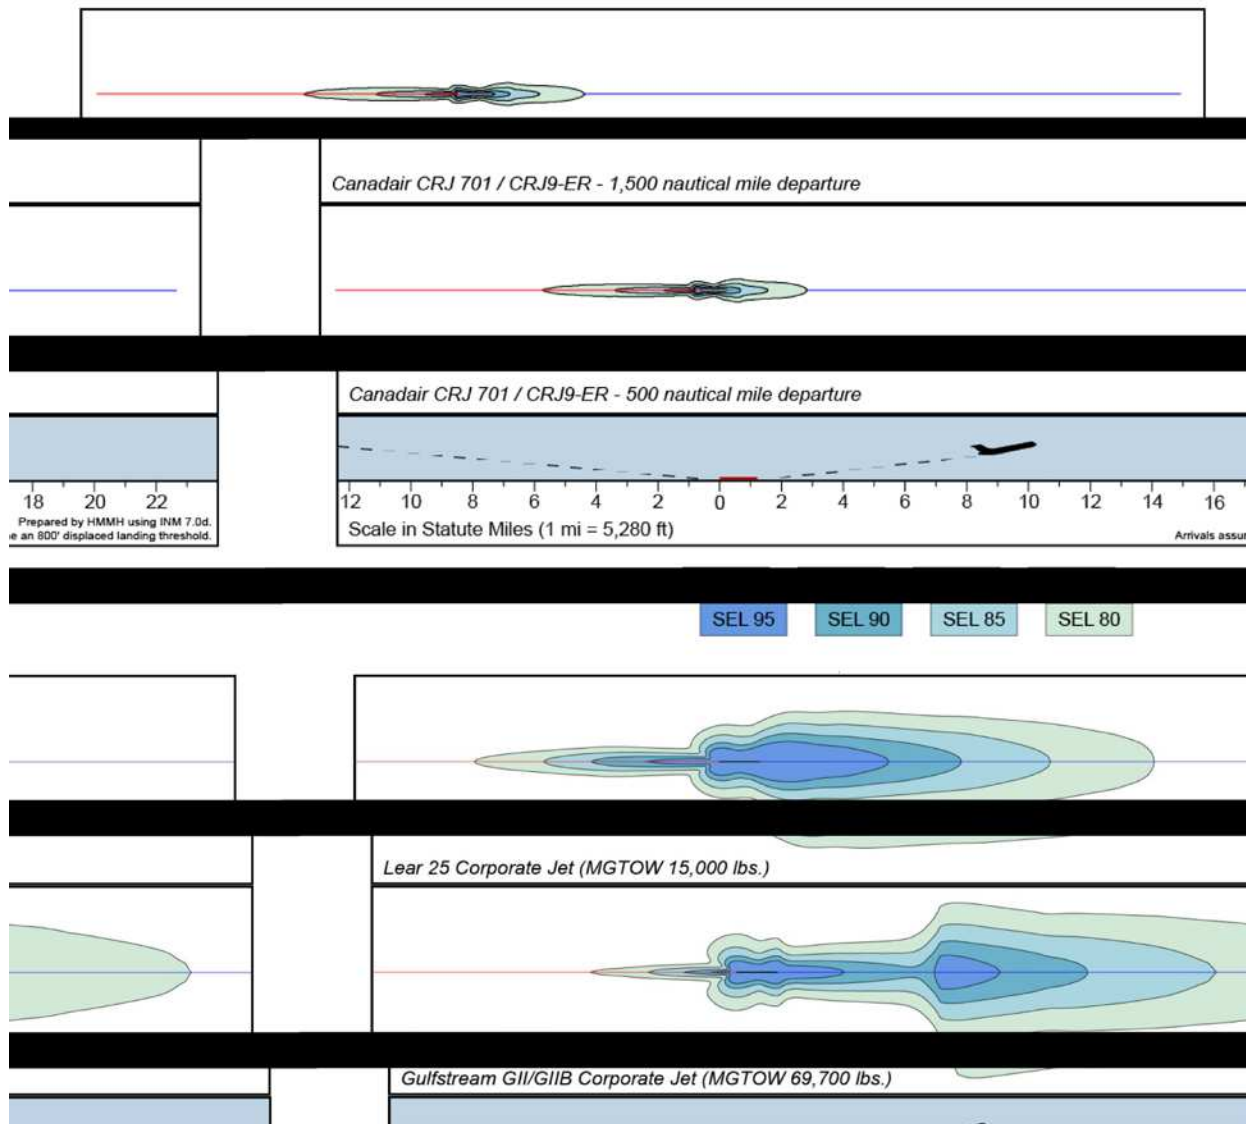 Canadair CRJ 701 / CRJ9-ER - 1,500 nautical mile departure
Canadair CRJ 701 / CRJ9-ER - 500 nautical mile departure
18 20 22 12 10 8 6 4 2 0 2 4 6 8 10 12 14 16
Prepared by HMMH using INM 7.0d.
e an 800' displaced landing threshold.
Scale in Statute Miles (1 mi = 5,280 ft)
Arrivals assu
SEL 95 SEL 90 SEL 85 SEL 80
Lear 25 Corporate Jet (MGTOW 15,000 lbs.)
Gulfstream GII/GIIB Corporate Jet (MGTOW 69,700 lbs.)